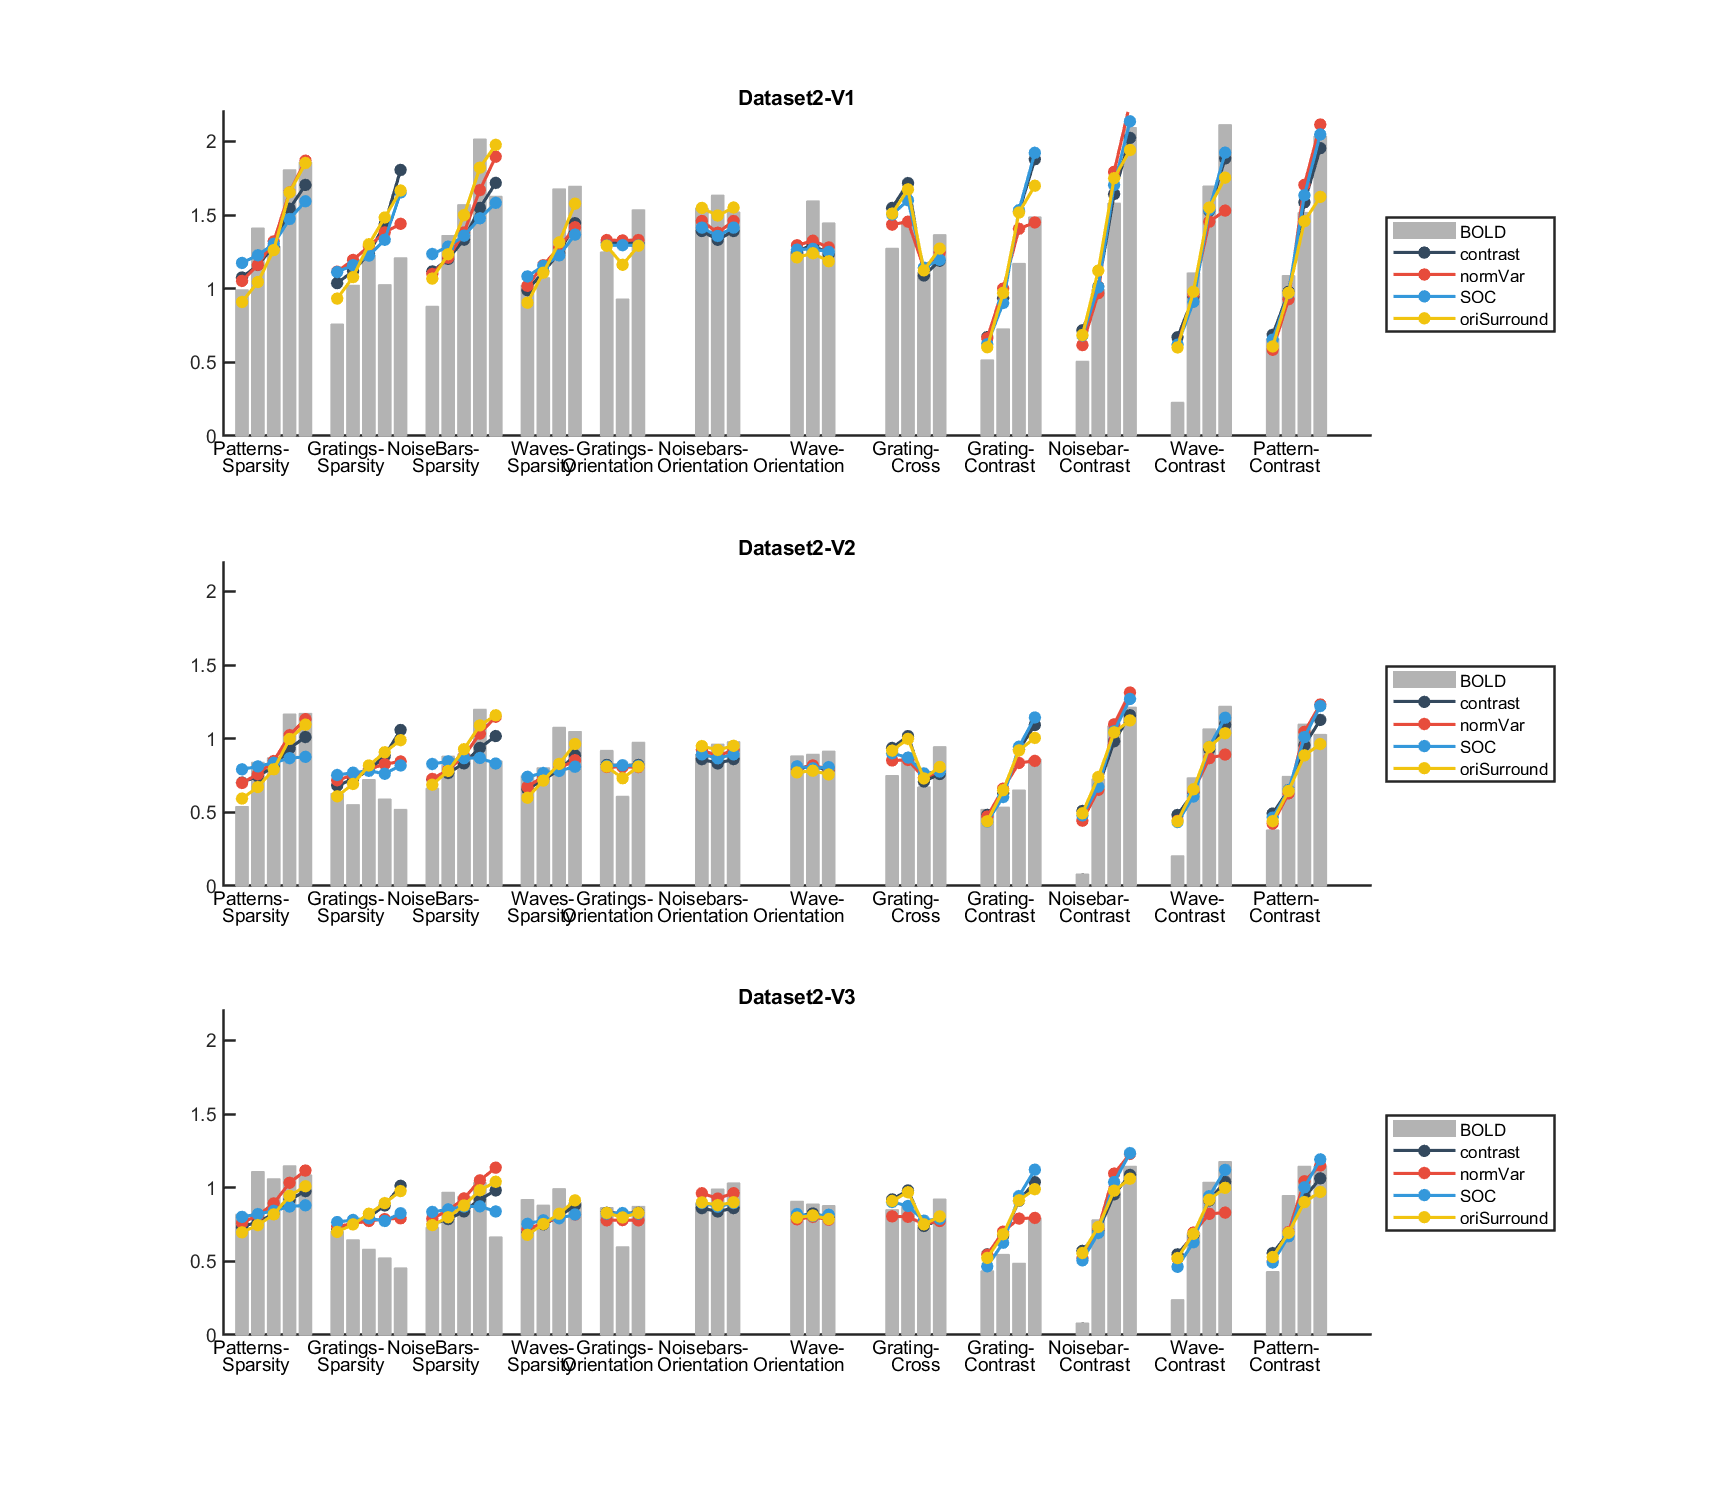 Dataset2-V1
2
1.5
1
0.5
0
Patterns- Gratings- NoiseBars- Waves- Gratings- Noisebars- Wave- Grating- Grating- Noisebar- Wave- Pattern-
Sparsity Sparsity Sparsity Sparsity Orientation Orientation Orientation Cross Contrast Contrast Contrast Contrast
BOLD
contrast
normVar
SOC
oriSurround
Dataset2-V2
2
1.5
1
0.5
0
Patterns- Gratings- NoiseBars- Waves- Gratings- Noisebars- Wave- Grating- Grating- Noisebar- Wave- Pattern-
Sparsity Sparsity Sparsity Sparsity Orientation Orientation Orientation Cross Contrast Contrast Contrast Contrast
BOLD
contrast
normVar
SOC
oriSurround
Dataset2-V3
2
1.5
1
0.5
0
Patterns- Gratings- NoiseBars- Waves- Gratings- Noisebars- Wave- Grating- Grating- Noisebar- Wave- Pattern-
Sparsity Sparsity Sparsity Sparsity Orientation Orientation Orientation Cross Contrast Contrast Contrast Contrast
BOLD
contrast
normVar
SOC
oriSurround